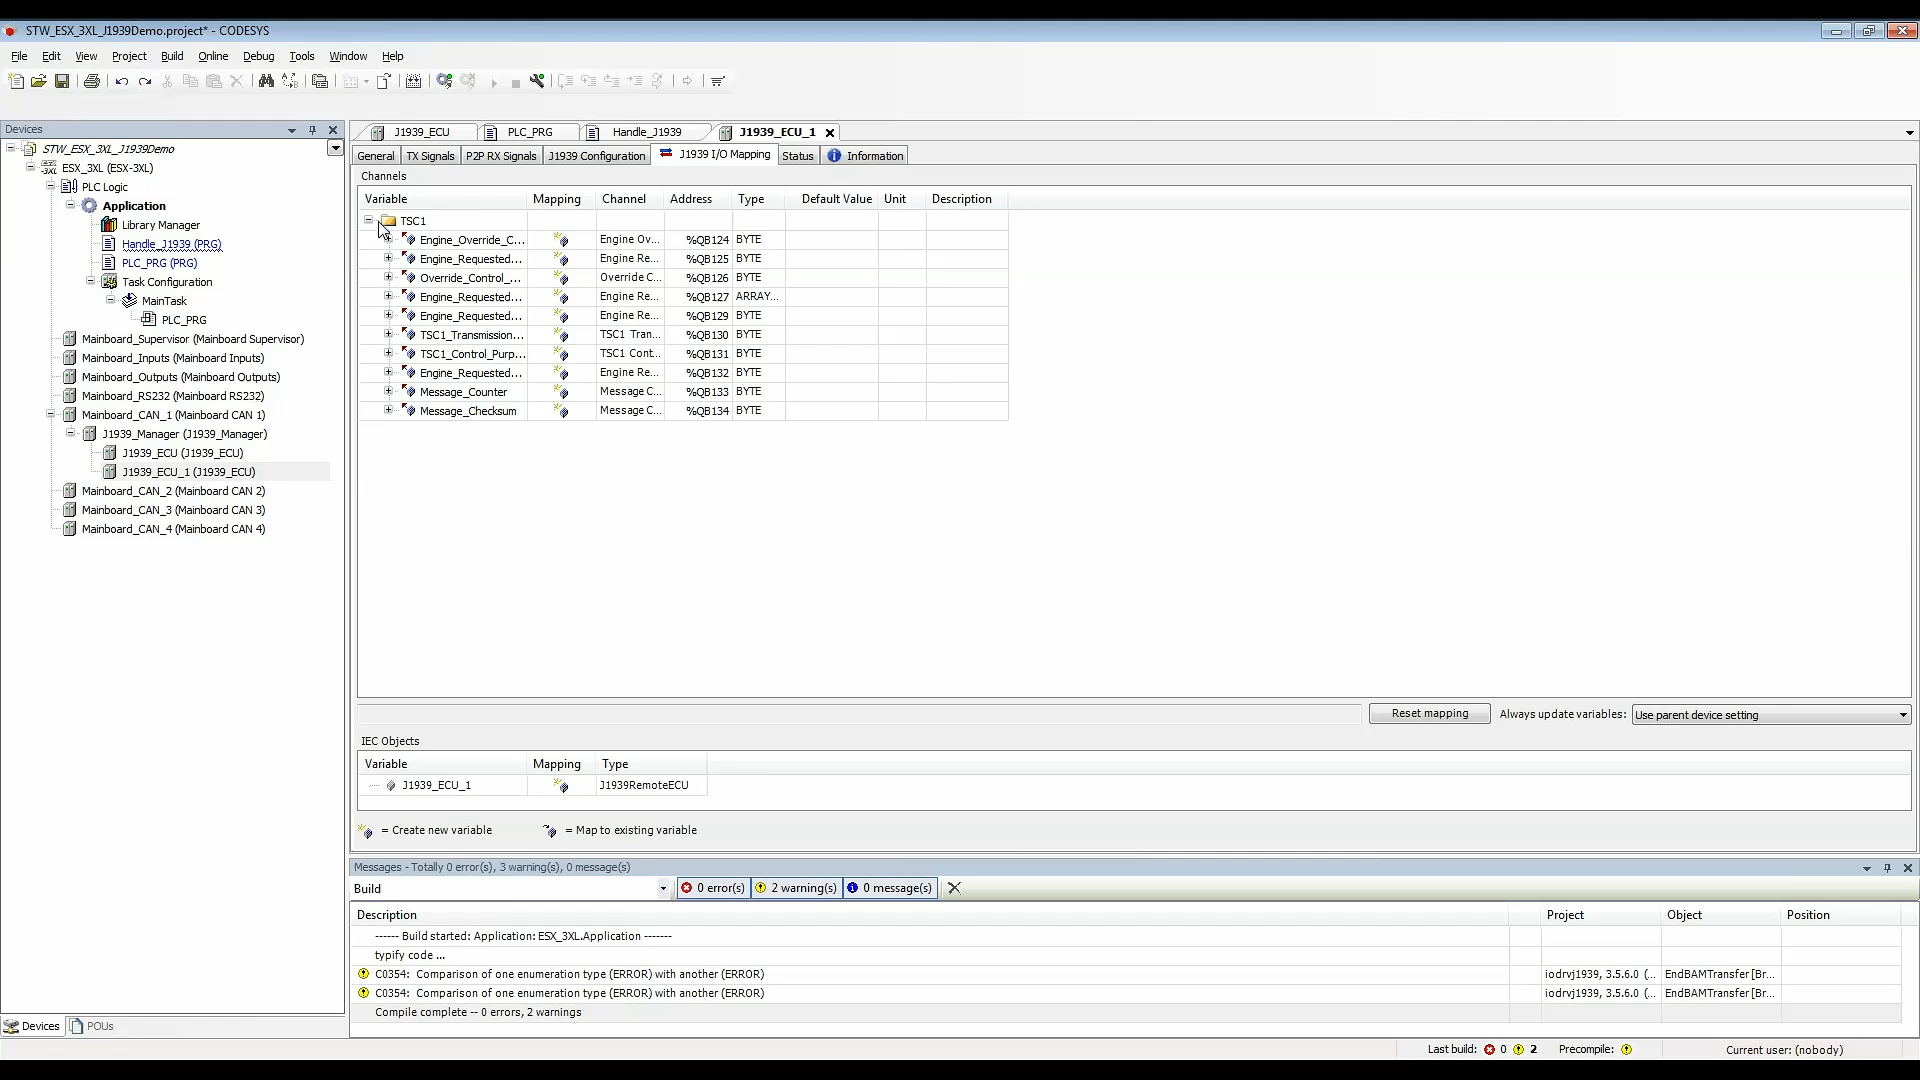 STW_ESX_3XL_J1939Demo.project* - CODESYS
File Edit View Project Build Online Debug Tools Window Help
Devices
STW_ESX_3XL_J1939Demo
ESX_3XL (ESX-3XL)
PLC Logic
Application
Library Manager
Handle_J1939 (PRG)
PLC_PRG (PRG)
Task Configuration
MainTask
PLC_PRG
Mainboard_Supervisor (Mainboard Supervisor)
Mainboard_Inputs (Mainboard Inputs)
Mainboard_Outputs (Mainboard Outputs)
Mainboard_RS232 (Mainboard RS232)
Mainboard_CAN_1 (Mainboard CAN 1)
J1939_Manager (J1939_Manager)
J1939_ECU (J1939_ECU)
J1939_ECU_1 (J1939_ECU)
Mainboard_CAN_2 (Mainboard CAN 2)
Mainboard_CAN_3 (Mainboard CAN 3)
Mainboard_CAN_4 (Mainboard CAN 4)
Devices POUs
J1939_ECU PLC_PRG Handle_J1939 J1939_ECU_1
General TX Signals P2P RX Signals J1939 Configuration J1939 I/O Mapping Status Information
Channels
Variable Mapping Channel Address Type Default Value Unit Description
TSC1
Engine_Override_C... Engine Ov... %QB124 BYTE
Engine_Requested... Engine Re... %QB125 BYTE
Override_Control_... Override C... %QB126 BYTE
Engine_Requested... Engine Re... %QB127 ARRAY...
Engine_Requested... Engine Re... %QB129 BYTE
TSC1_Transmission... TSC1 Tran... %QB130 BYTE
TSC1_Control_Purp... TSC1 Cont... %QB131 BYTE
Engine_Requested... Engine Re... %QB132 BYTE
Message_Counter Message C... %QB133 BYTE
Message_Checksum Message C... %QB134 BYTE
Reset mapping Always update variables: Use parent device setting
IEC Objects
Variable Mapping Type
J1939_ECU_1 J1939RemoteECU
= Create new variable = Map to existing variable
Messages - Totally 0 error(s), 3 warning(s), 0 message(s)
Build 0 error(s) 2 warning(s) 0 message(s)
Description Project Object Position
------ Build started: Application: ESX_3XL.Application -------
typify code ...
C0354: Comparison of one enumeration type (ERROR) with another (ERROR) iodrvj1939, 3.5.6.0 (... EndBAMTransfer [Br...
C0354: Comparison of one enumeration type (ERROR) with another (ERROR) iodrvj1939, 3.5.6.0 (... EndBAMTransfer [Br...
Compile complete -- 0 errors, 2 warnings
Last build: 0 2 Precompile: Current user: (nobody)